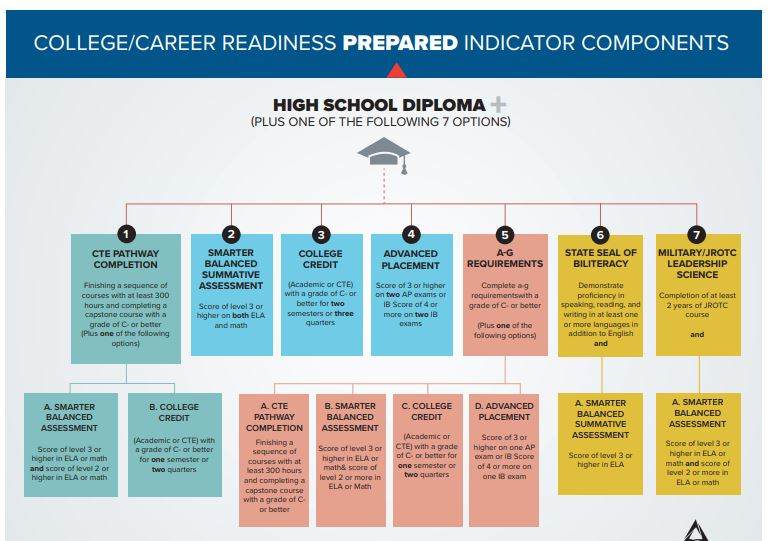 COLLEGE/CAREER READINESS PREPARED INDICATOR COMPONENTS
HIGH SCHOOL DIPLOMA +
(PLUS ONE OF THE FOLLOWING 7 OPTIONS)
1
CTE PATHWAY
COMPLETION
Finishing a sequence of
courses with at least 300
hours and completing a
capstone course with a
grade of C- or better
(Plus one of the following
options)
2
SMARTER
BALANCED
SUMMATIVE
ASSESSMENT
Score of level 3 or
higher on both ELA
and math
3
COLLEGE
CREDIT
(Academic or CTE)
with a grade of C- or
better for two
semesters or three
quarters
4
ADVANCED
PLACEMENT
Score of 3 or higher
on two AP exams or
IB Score of 4 or
more on two IB
exams
5
A-G
REQUIREMENTS
Complete a-g
requirementswith a
grade of C- or better
(Plus one of the
following options)
6
STATE SEAL OF
BILITERACY
Demonstrate
proficiency in
speaking, reading, and
writing in at least one
or more languages in
addition to English
and
7
MILITARY/JROTC
LEADERSHIP
SCIENCE
Completion of at least
2 years of JROTC
course
and
A. SMARTER
BALANCED
ASSESSMENT
Score of level 3 or
higher in ELA or math
and score of level 2 or
higher in ELA or math
B. COLLEGE
CREDIT
(Academic or CTE) with
a grade of C- or better
for one semester or
two quarters
A. CTE
PATHWAY
COMPLETION
Finishing a
sequence of
courses with at
least 300 hours
and completing a
capstone course
with a grade of C-
or better
B. SMARTER
BALANCED
ASSESSMENT
Score of level 3 or
higher in ELA or
math& score of
level 2 or more in
ELA or Math
C. COLLEGE
CREDIT
(Academic or
CTE) with a grade
of C- or better for
one semester or
two quarters
D. ADVANCED
PLACEMENT
Score of 3 or
higher on one AP
exam or IB Score
of 4 or more on
one IB exam
A. SMARTER
BALANCED
SUMMATIVE
ASSESSMENT
Score of level 3 or
higher in ELA
A. SMARTER
BALANCED
ASSESSMENT
Score of level 3 or
higher in ELA or
math and score of
level 2 or more in
ELA or math